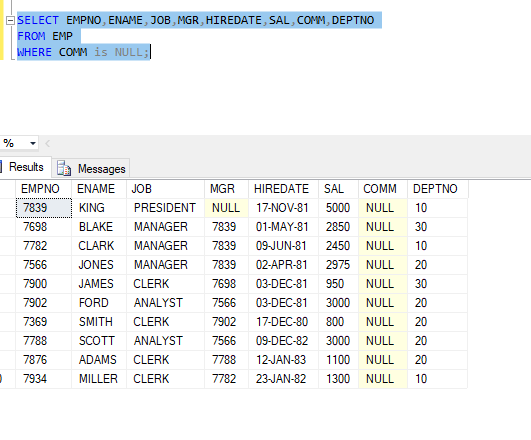 SELECT EMPNO,ENAME,JOB,MGR,HIREDATE,SAL,COMM,DEPTNO
FROM EMP
WHERE COMM is NULL;
%
Results Messages
EMPNO ENAME JOB MGR HIREDATE SAL COMM DEPTNO
7839 KING PRESIDENT NULL 17-NOV-81 5000 NULL 10
7698 BLAKE MANAGER 7839 01-MAY-81 2850 NULL 30
7782 CLARK MANAGER 7839 09-JUN-81 2450 NULL 10
7566 JONES MANAGER 7839 02-APR-81 2975 NULL 20
7900 JAMES CLERK 7698 03-DEC-81 950 NULL 30
7902 FORD ANALYST 7566 03-DEC-81 3000 NULL 20
7369 SMITH CLERK 7902 17-DEC-80 800 NULL 20
7788 SCOTT ANALYST 7566 09-DEC-82 3000 NULL 20
7876 ADAMS CLERK 7788 12-JAN-83 1100 NULL 20
7934 MILLER CLERK 7782 23-JAN-82 1300 NULL 10